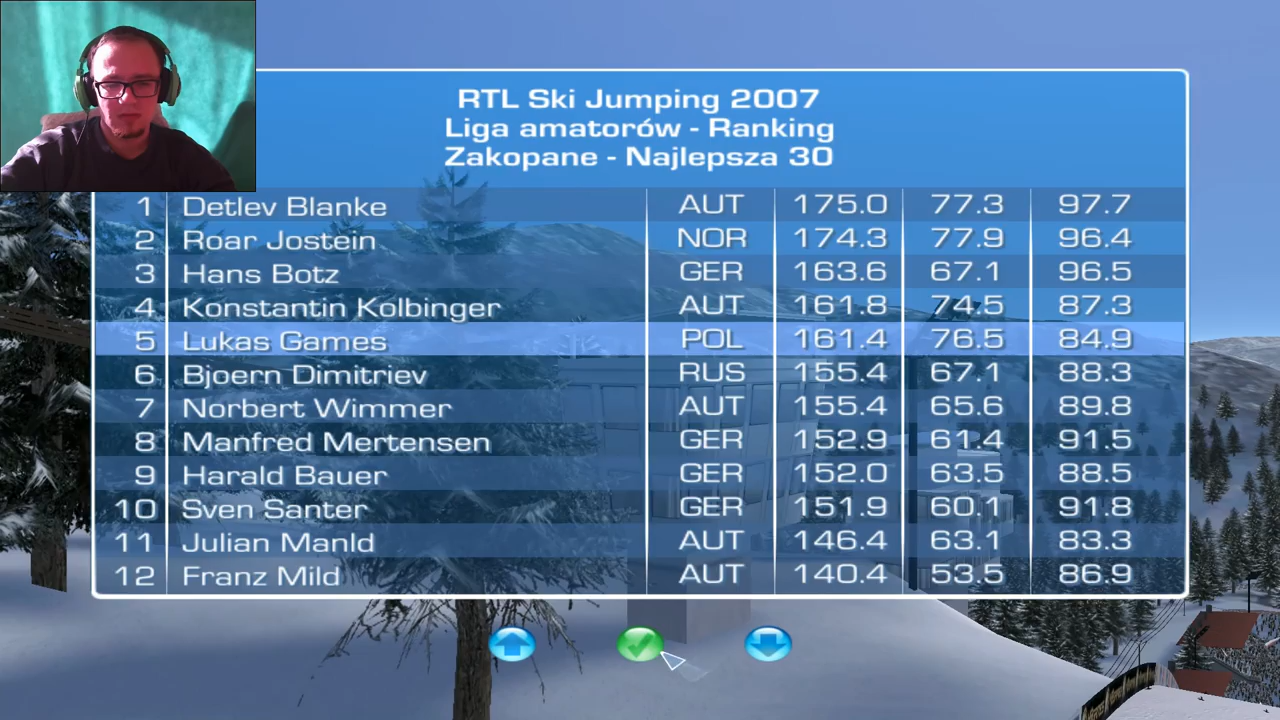 RTL Ski Jumping 2007
Liga amatorów - Ranking
Zakopane - Najlepsza 30
1 Detlev Blanke AUT 175.0 77.3 97.7
2 Roar Jostein NOR 174.3 77.9 96.4
3 Hans Botz GER 163.6 67.1 96.5
4 Konstantin Kolbinger AUT 161.8 74.5 87.3
5 Lukas Games POL 161.4 76.5 84.9
6 Bjoern Dimitriev RUS 155.4 67.1 88.3
7 Norbert Wimmer AUT 155.4 65.6 89.8
8 Manfred Mertensen GER 152.9 61.4 91.5
9 Harald Bauer GER 152.0 63.5 88.5
10 Sven Santer GER 151.9 60.1 91.8
11 Julian Manld AUT 146.4 63.1 83.3
12 Franz Mild AUT 140.4 53.5 86.9